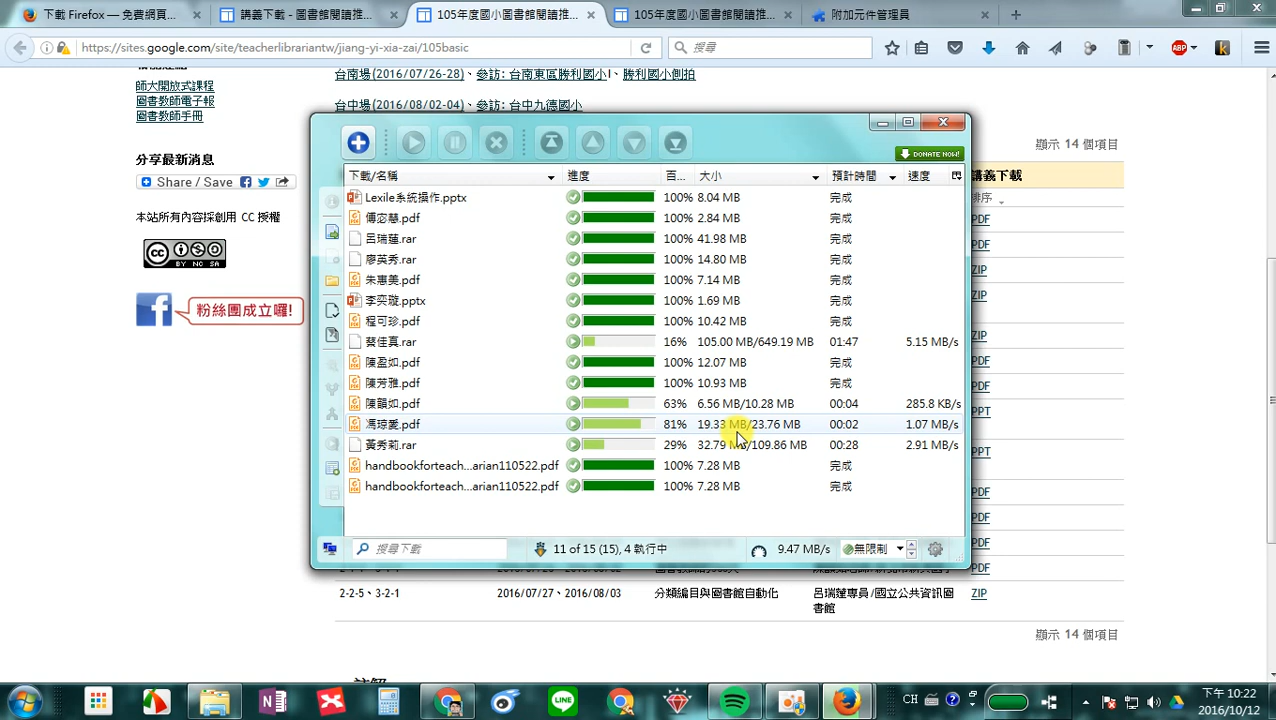 下載 Firefox — 免費網頁...
講義下載 - 圖書館閱讀推...
105年度國小圖書館閱讀推...
105年度國小圖書館閱讀推...
附加元件管理員
https://sites.google.com/site/teacherlibrariantw/jiang-yi-xia-zai/105basic
搜尋
台南場(2016/07/26-28)、參訪: 台南東區勝利國小I、勝利國小側拍
師大開放式課程
圖書教師電子報
圖書教師手冊
台中場(2016/08/02-04)、參訪: 台中九德國小
顯示 14 個項目
分享最新消息
Share / Save
本站所有內容採創用 CC 授權
BY NC SA
粉絲團成立囉!
DONATE NOW!
下載/名稱 進度 百... 大小 預計時間 速度
講義下載
排序
Lexile系統操作.pptx 100% 8.04 MB 完成
傅宓慧.pdf 100% 2.84 MB 完成
呂瑞蓮.rar 100% 41.98 MB 完成
廖英秀.rar 100% 14.80 MB 完成
朱惠美.pdf 100% 7.14 MB 完成
李奕璇.pptx 100% 1.69 MB 完成
程可珍.pdf 100% 10.42 MB 完成
蔡佳真.rar 16% 105.00 MB/649.19 MB 01:47 5.15 MB/s
陳盈如.pdf 100% 12.07 MB 完成
陳芳雅.pdf 100% 10.93 MB 完成
陳韻如.pdf 63% 6.56 MB/10.28 MB 00:04 285.8 KB/s
馮瓊瑩.pdf 81% 19.33 MB/23.76 MB 00:02 1.07 MB/s
黃秀莉.rar 29% 32.79 MB/109.86 MB 00:28 2.91 MB/s
handbookforteach...arian110522.pdf 100% 7.28 MB 完成
handbookforteach...arian110522.pdf 100% 7.28 MB 完成
搜尋下載
11 of 15 (15), 4 執行中
9.47 MB/s
無限制
PDF
PDF
ZIP
ZIP
PDF
PDF
PPT
PDF
PDF
PDF
PDF
PDF
2-2-5、3-2-1 2016/07/27、2016/08/03 分類編目與圖書館自動化 呂瑞蓮專員/國立公共資訊圖書館 ZIP
顯示 14 個項目
CH
下午 10:22
2016/10/12